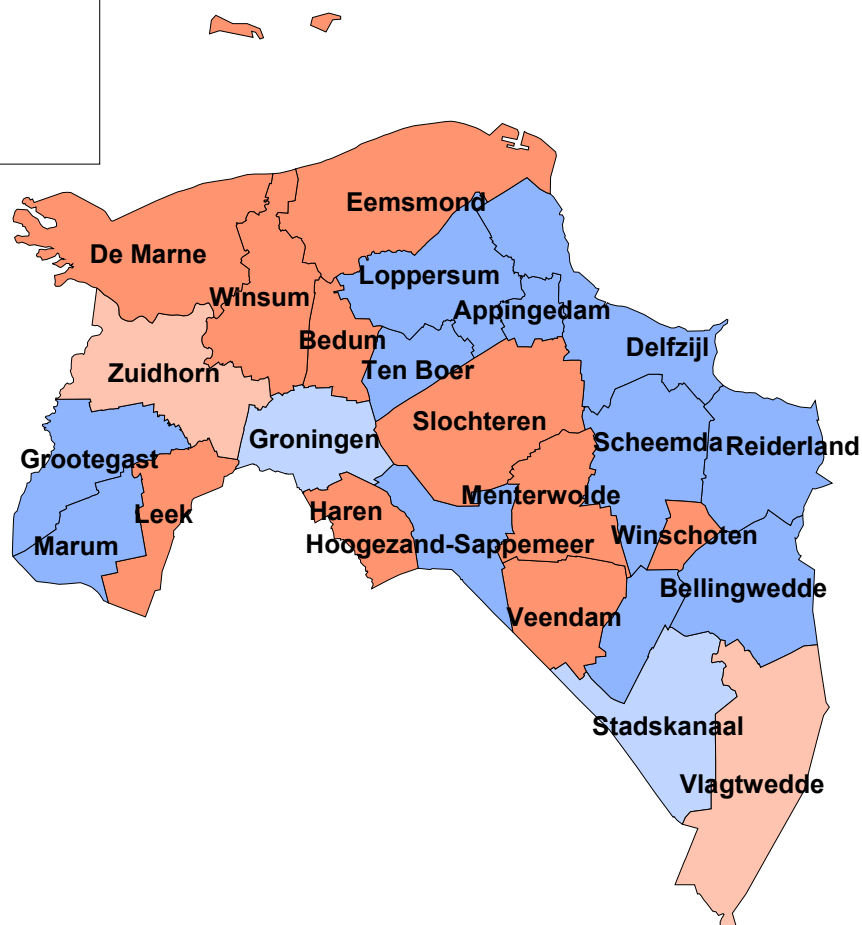 Eemsmond
De Marne
Loppersum
Winsum
Appingedam
Bedum
Delfzijl
Ten Boer
Zuidhorn
Slochteren
Groningen
Scheemda
Reiderland
Grootegast
Menterwolde
Haren
Leek
Winschoten
Marum
Hoogezand-Sappemeer
Bellingwedde
Veendam
Stadskanaal
Vlagtwedde